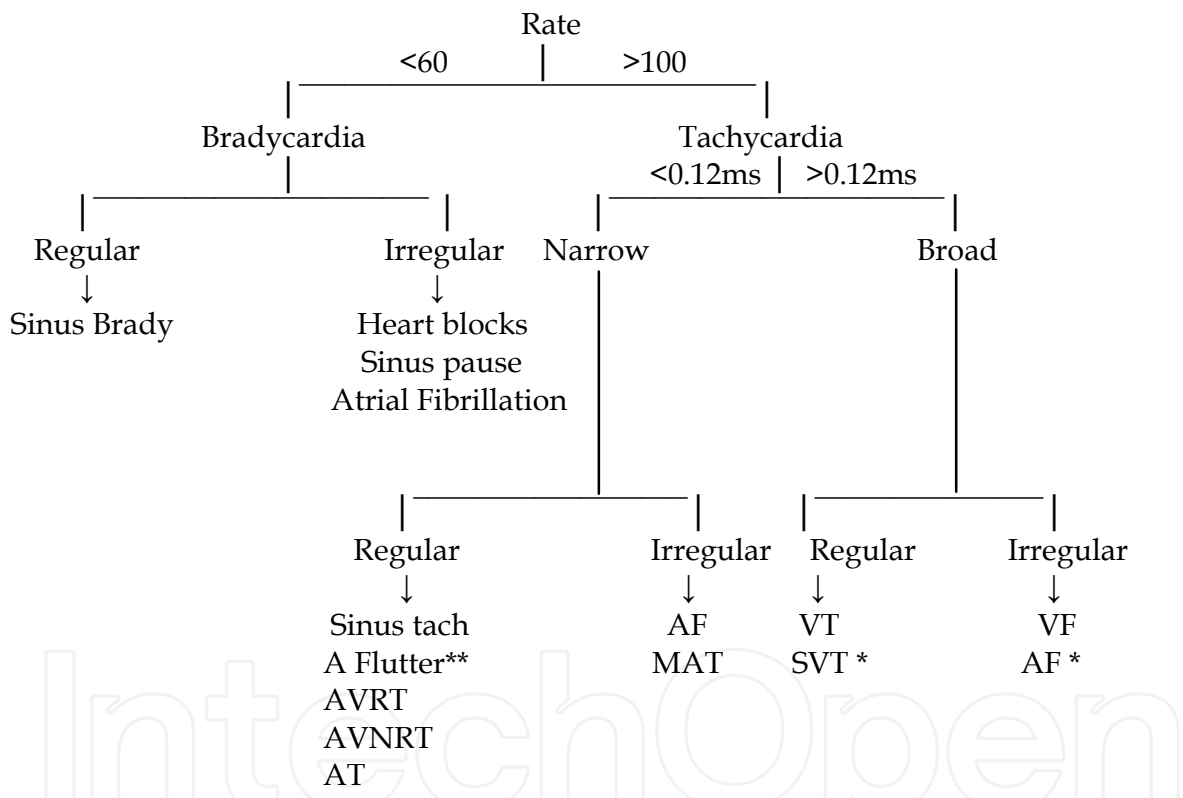 Rate
<60 >100
Bradycardia Tachycardia
<0.12ms >0.12ms
Regular Irregular Narrow Broad
↓ ↓
Sinus Brady Heart blocks
Sinus pause
Atrial Fibrillation
Regular Irregular Regular Irregular
↓ ↓ ↓ ↓
Sinus tach AF VT VF
A Flutter** MAT SVT * AF *
AVRT
AVNRT
AT
IntechOpen